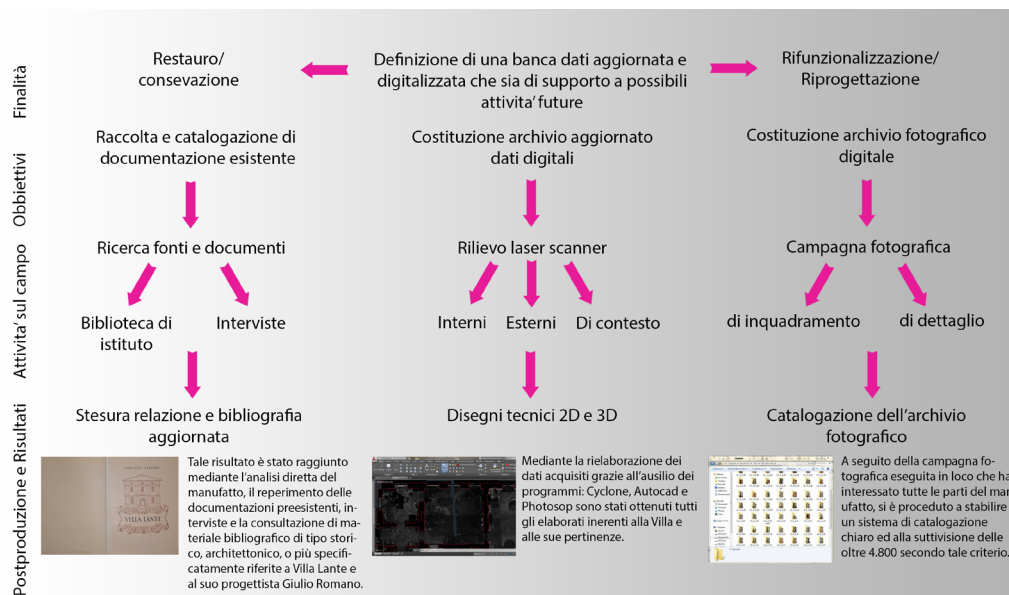 Finalità
Restauro/
consevazione
Definizione di una banca dati aggiornata e
digitalizzata che sia di supporto a possibili
attivita' future
Rifunzionalizzazione/
Riprogettazione
Obbiettivi
Raccolta e catalogazione di
documentazione esistente
Costituzione archivio aggiornato
dati digitali
Costituzione archivio fotografico
digitale
Attivita' sul campo
Ricerca fonti e documenti
Rilievo laser scanner
Campagna fotografica
Biblioteca di
istituto
Interviste
Interni
Esterni
Di contesto
di inquadramento
di dettaglio
Postproduzione e Risultati
Stesura relazione e bibliografia
aggiornata
Disegni tecnici 2D e 3D
Catalogazione dell'archivio
fotografico
VILLA LANTE
Tale risultato è stato raggiunto
mediante l'analisi diretta del
manufatto, il reperimento delle
documentazioni preesistenti, in-
terviste e la consultazione di ma-
teriale bibliografico di tipo stori-
co, architettonico, o più specifi-
catamente riferite a Villa Lante e
al suo progettista Giulio Romano.
Mediante la rielaborazione dei
dati acquisiti grazie all'ausilio dei
programmi: Cyclone, Autocad e
Photosop sono stati ottenuti tutti
gli elaborati inerenti alla Villa e
alle sue pertinenze.
A seguito della campagna fo-
tografica eseguita in loco che ha
interessato tutte le parti del man
ufatto, si è proceduto a stabilire
un sistema di catalogazione
chiaro ed alla suttivisione delle
oltre 4.800 secondo tale criterio.